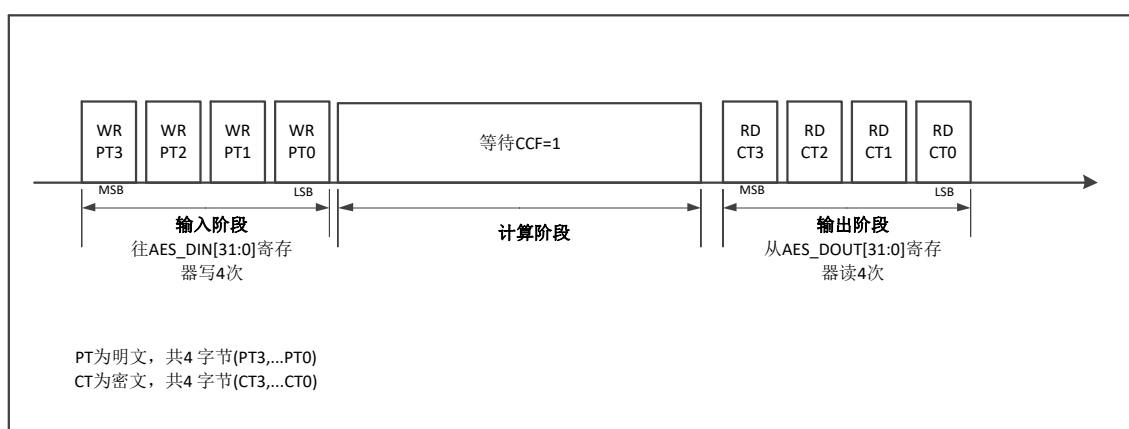 WR PT3
WR PT2
WR PT1
WR PT0
等待CCF=1
RD CT3
RD CT2
RD CT1
RD CT0
MSB
LSB
MSB
LSB
输入阶段
往AES_DIN[31:0]寄存
器写4次
计算阶段
输出阶段
从AES_DOUT[31:0]寄存
器读4次
PT为明文，共4 字节(PT3,...PT0)
CT为密文，共4 字节(CT3,...CT0)